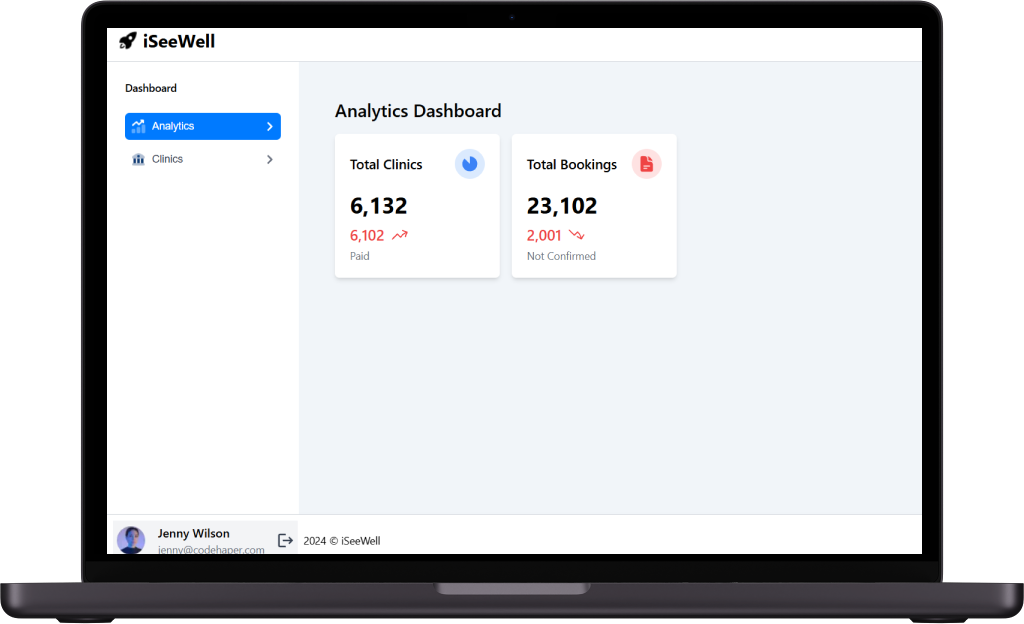 iSeeWell
Dashboard
Analytics
Clinics
Analytics Dashboard
Total Clinics
6,132
6,102
Paid
Total Bookings
23,102
2,001
Not Confirmed
Jenny Wilson
jenny@codehaper.com
2024 © iSeeWell